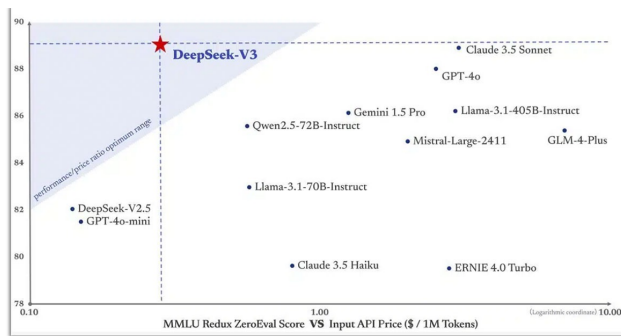 90
88
86
84
82
80
78
0.10
1.00
10.00
DeepSeek-V3
Claude 3.5 Sonnet
GPT-4o
Gemini 1.5 Pro
Llama-3.1-405B-Instruct
Qwen2.5-72B-Instruct
Mistral-Large-2411
GLM-4-Plus
performance/price ratio optimum range
Llama-3.1-70B-Instruct
DeepSeek-V2.5
GPT-4o-mini
Claude 3.5 Haiku
ERNIE 4.0 Turbo
(Logarithmic coordinate)
MMLU Redux ZeroEval Score VS Input API Price ($ / 1M Tokens)